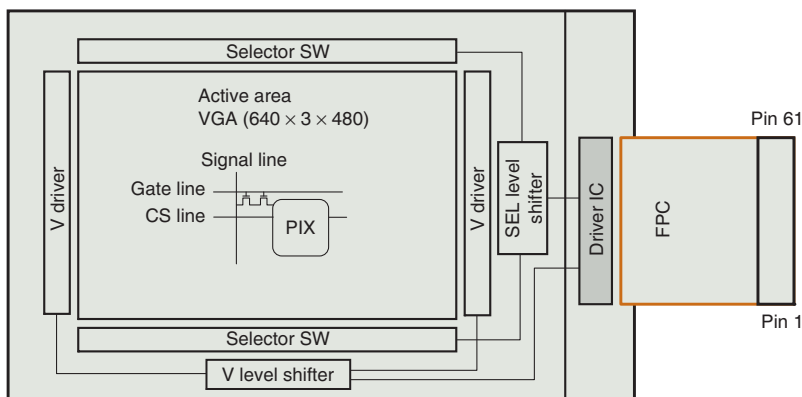 Selector SW
Active area
VGA (640 × 3 × 480)
Signal line
Gate line
CS line
PIX
V driver
V driver
SEL level
shifter
Driver IC
FPC
Pin 61
Pin 1
Selector SW
V level shifter